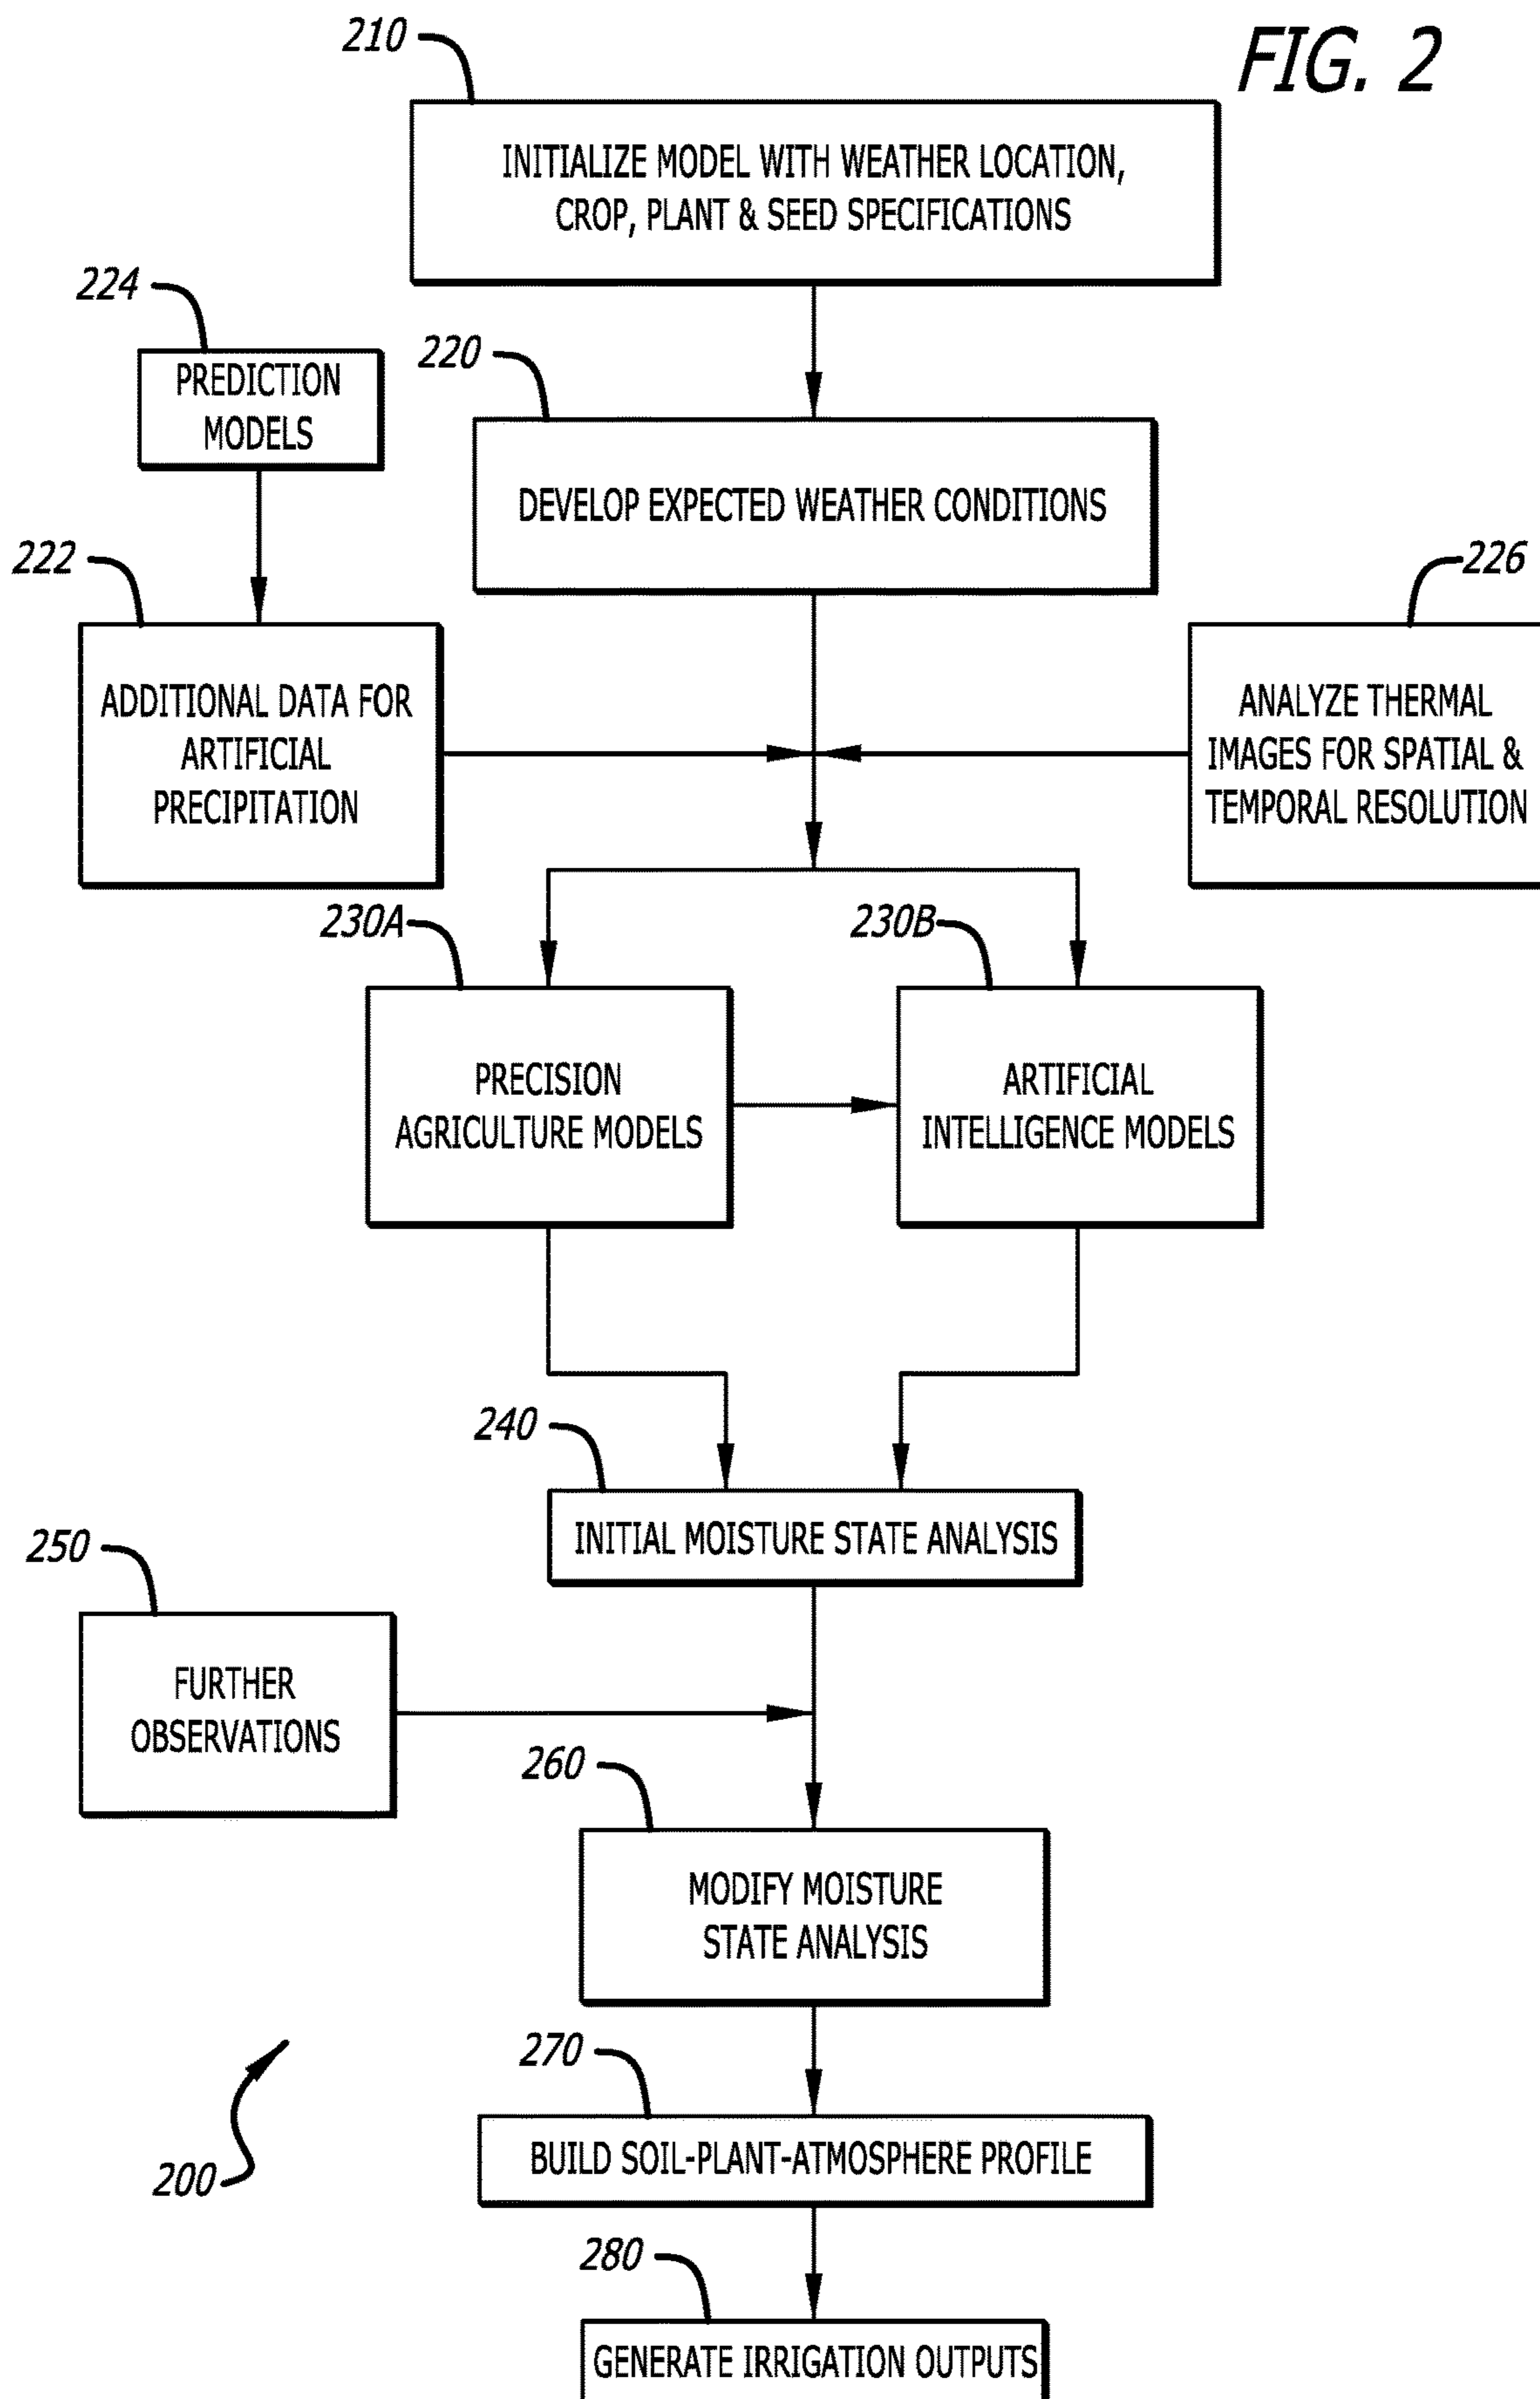 FIG. 2
210
INITIALIZE MODEL WITH WEATHER LOCATION,
CROP, PLANT & SEED SPECIFICATIONS
224
PREDICTION
MODELS
220
DEVELOP EXPECTED WEATHER CONDITIONS
222
ADDITIONAL DATA FOR
ARTIFICIAL
PRECIPITATION
226
ANALYZE THERMAL
IMAGES FOR SPATIAL &
TEMPORAL RESOLUTION
230A
PRECISION
AGRICULTURE MODELS
230B
ARTIFICIAL
INTELLIGENCE MODELS
240
INITIAL MOISTURE STATE ANALYSIS
250
FURTHER
OBSERVATIONS
260
MODIFY MOISTURE
STATE ANALYSIS
270
BUILD SOIL-PLANT-ATMOSPHERE PROFILE
200
280
GENERATE IRRIGATION OUTPUTS